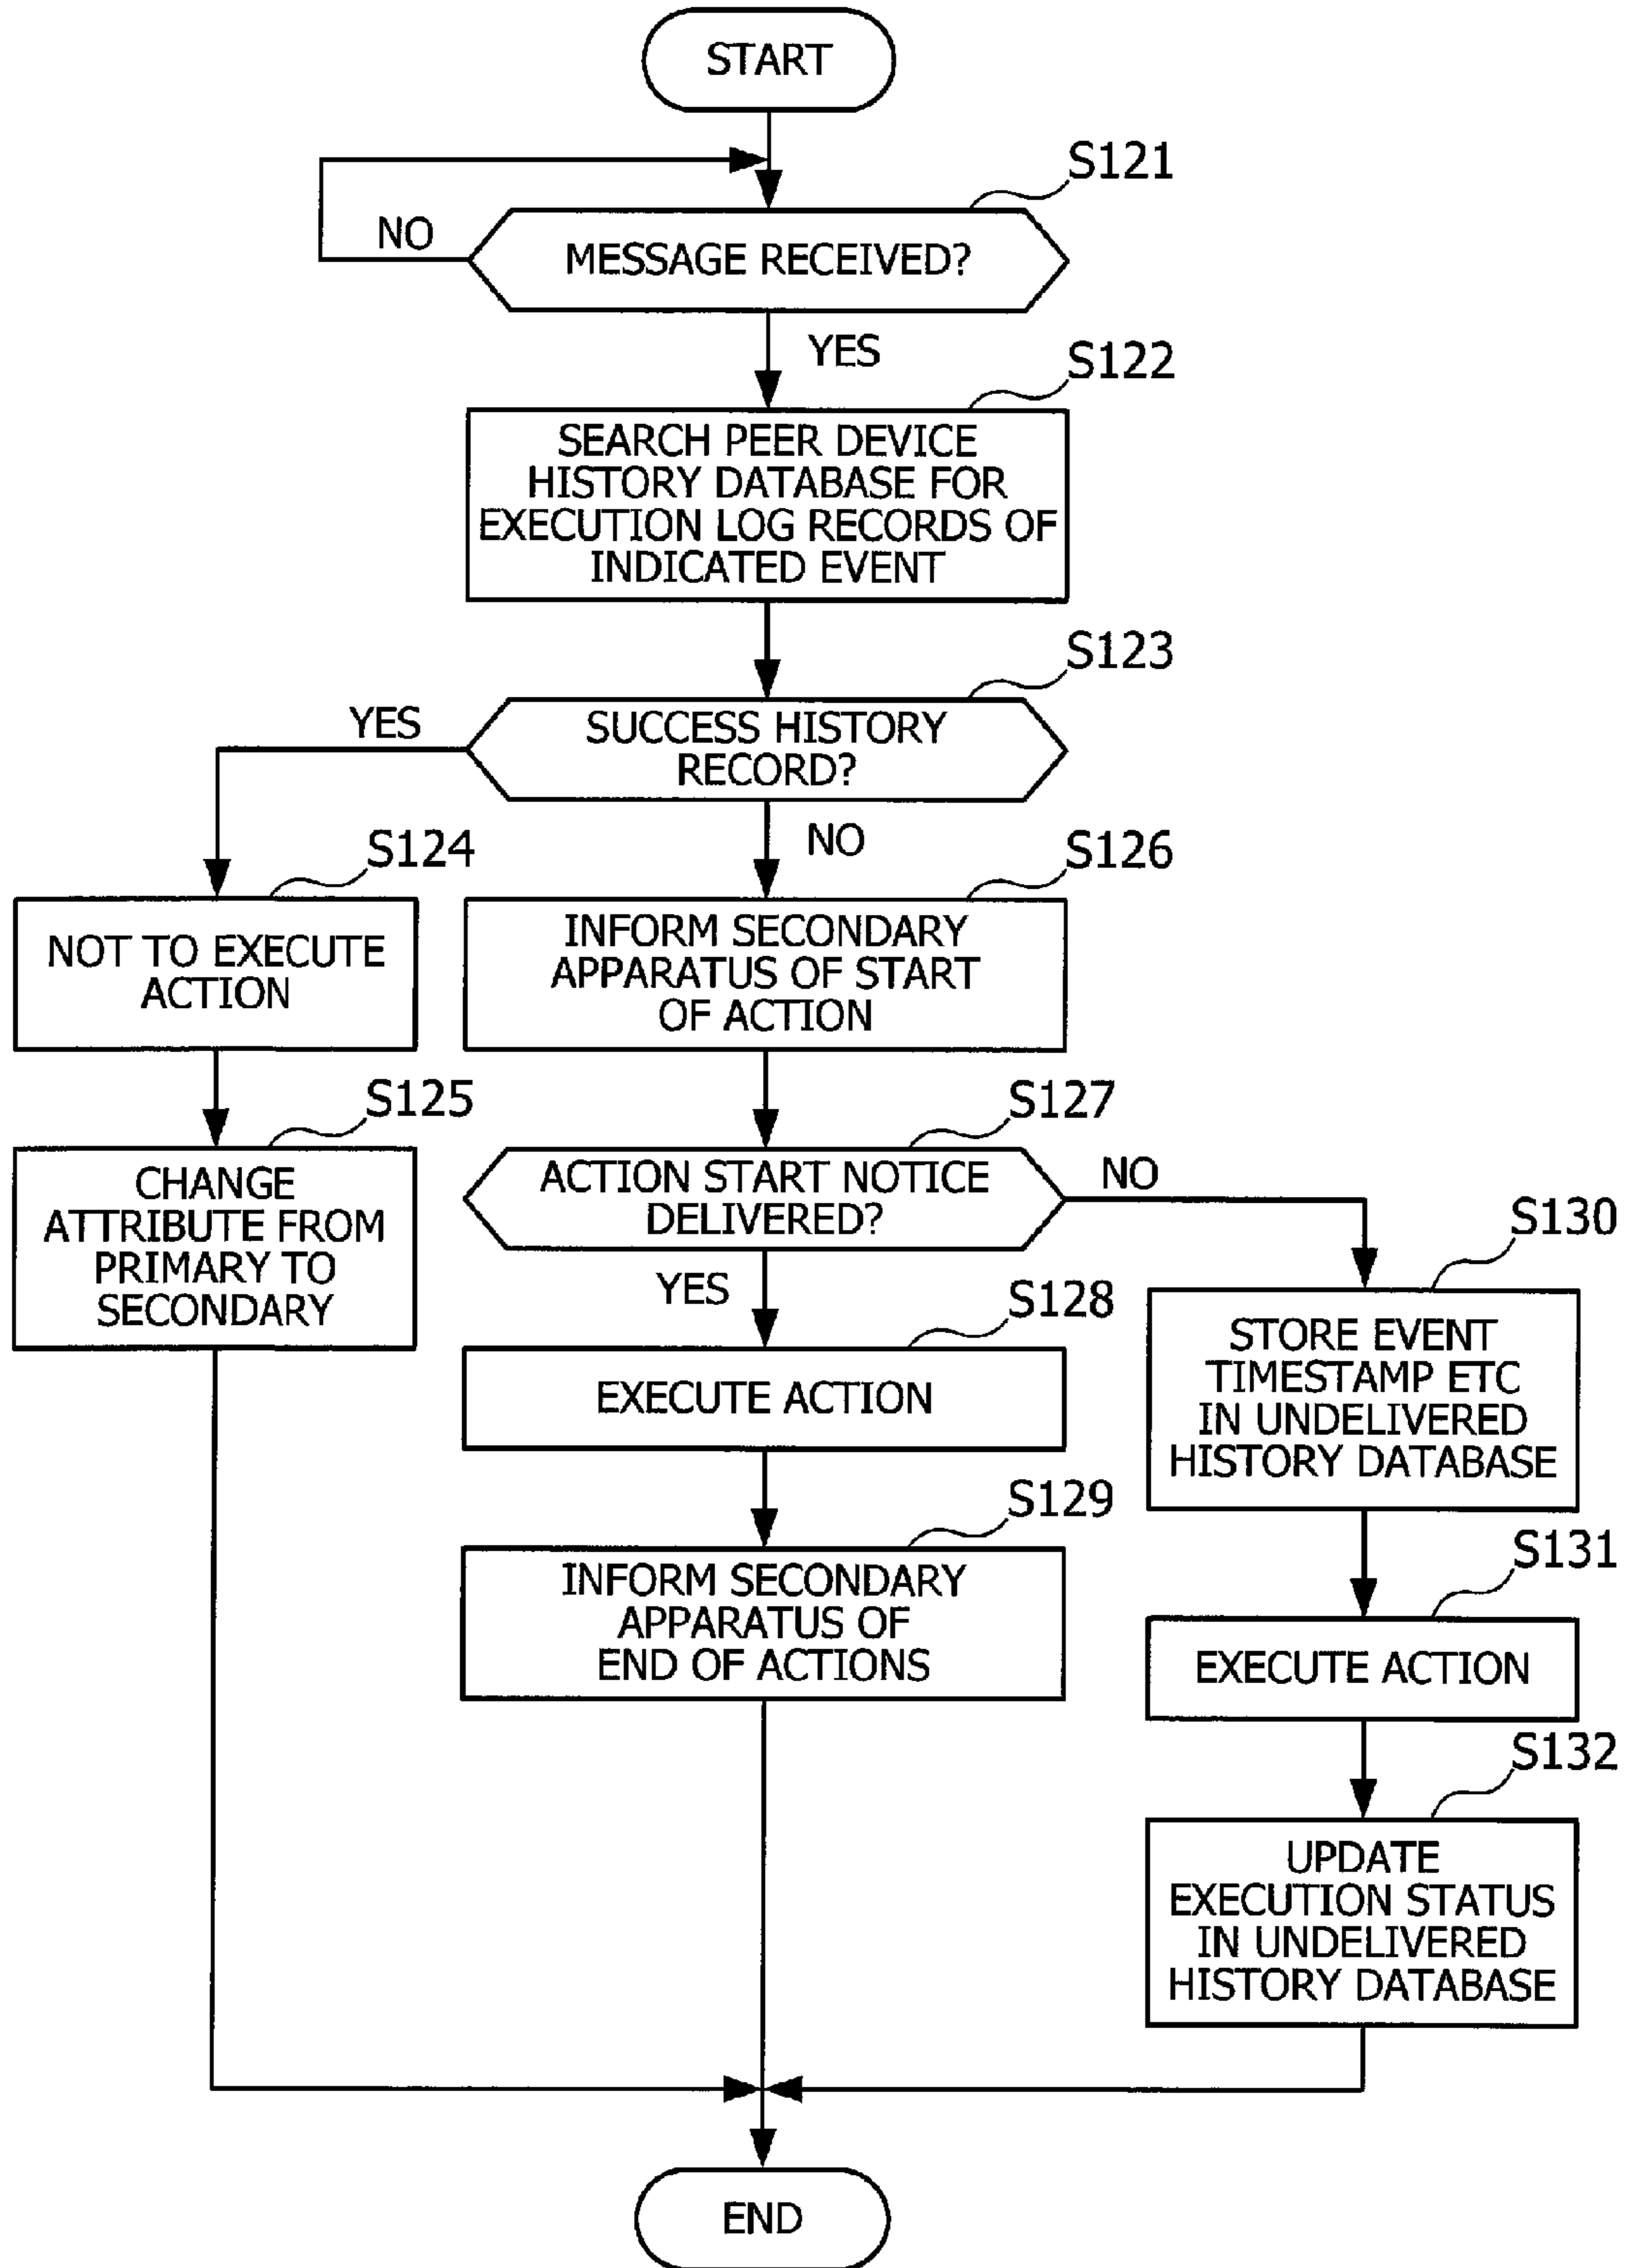 START
S121
NO
MESSAGE RECEIVED?
YES
S122
SEARCH PEER DEVICE
HISTORY DATABASE FOR
EXECUTION LOG RECORDS OF
INDICATED EVENT
S123
YES
SUCCESS HISTORY
RECORD?
NO
S124
NOT TO EXECUTE
ACTION
S125
CHANGE
ATTRIBUTE FROM
PRIMARY TO
SECONDARY
S126
INFORM SECONDARY
APPARATUS OF START
OF ACTION
S127
ACTION START NOTICE
DELIVERED?
NO
YES
S128
EXECUTE ACTION
S129
INFORM SECONDARY
APPARATUS OF
END OF ACTIONS
S130
STORE EVENT
TIMESTAMP ETC
IN UNDELIVERED
HISTORY DATABASE
S131
EXECUTE ACTION
S132
UPDATE
EXECUTION STATUS
IN UNDELIVERED
HISTORY DATABASE
END